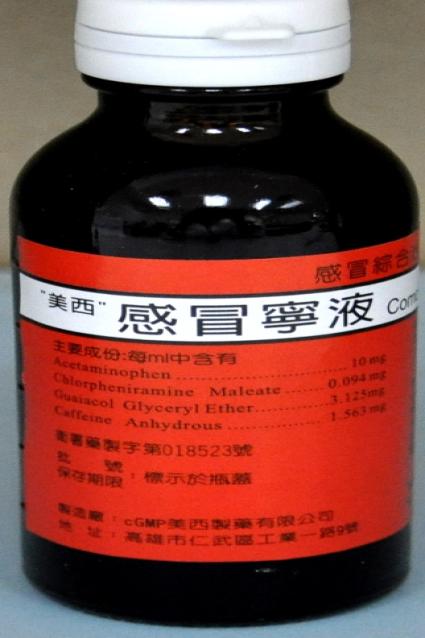 感冒綜合
"美西" 感冒寧液 Com
主要成份:每ml中含有
Acetaminophen ........................ 10 mg
Chlorpheniramine Maleate ...... 0.094 mg
Guaiacol Glyceryl Ether............ 3.125mg
Caffeine Anhydrous .................. 1.563 mg
衛署藥製字第018523號
批 號
保存期限：標示於瓶蓋
製造廠：cGMP美西製藥有限公司
地 址：高雄市仁武區工業一路9號